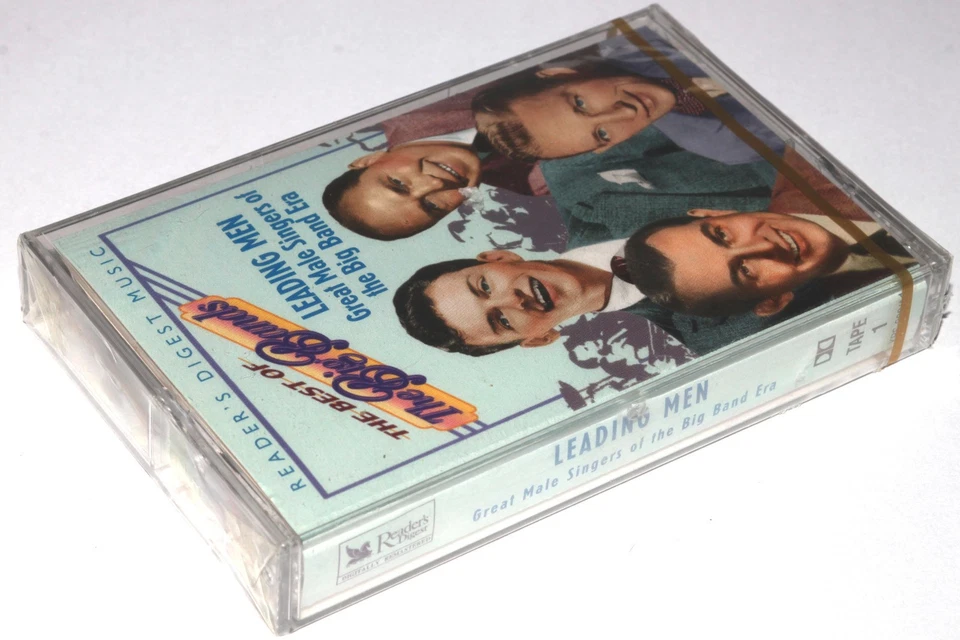 READER'S DIGEST MUSIC
THE BEST OF
The Big Bands
LEADING MEN
Great Male Singers of
the Big Band Era
Reader's
Digest
DIGITALLY REMASTERED
LEADING MEN
Great Male Singers of the Big Band Era
TAPE
1